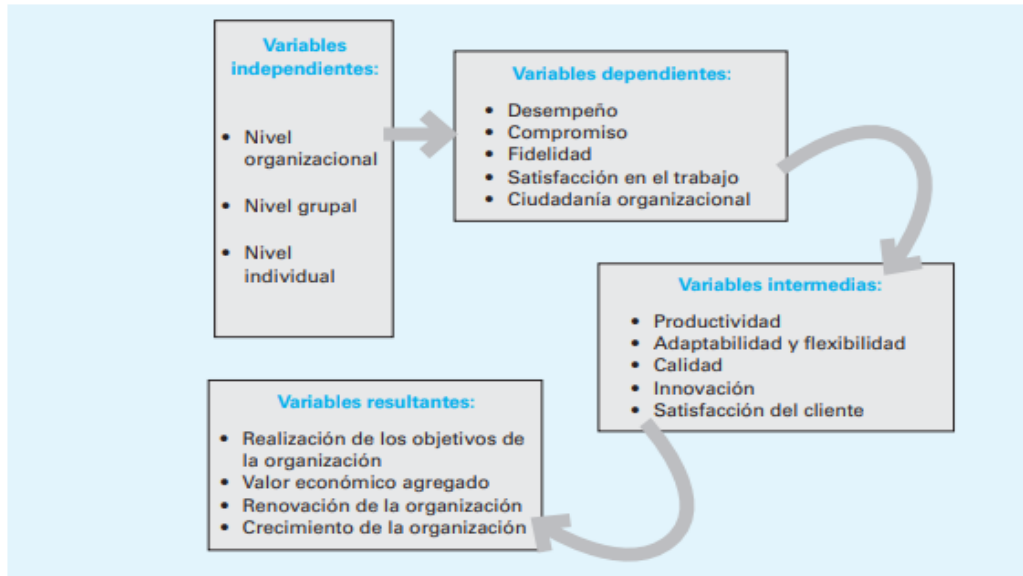 Variables
independientes:
• Nivel
organizacional
• Nivel grupal
• Nivel
individual
Variables dependientes:
• Desempeño
• Compromiso
• Fidelidad
• Satisfacción en el trabajo
• Ciudadanía organizacional
Variables intermedias:
• Productividad
• Adaptabilidad y flexibilidad
• Calidad
• Innovación
• Satisfacción del cliente
Variables resultantes:
• Realización de los objetivos de
la organización
• Valor económico agregado
• Renovación de la organización
• Crecimiento de la organización